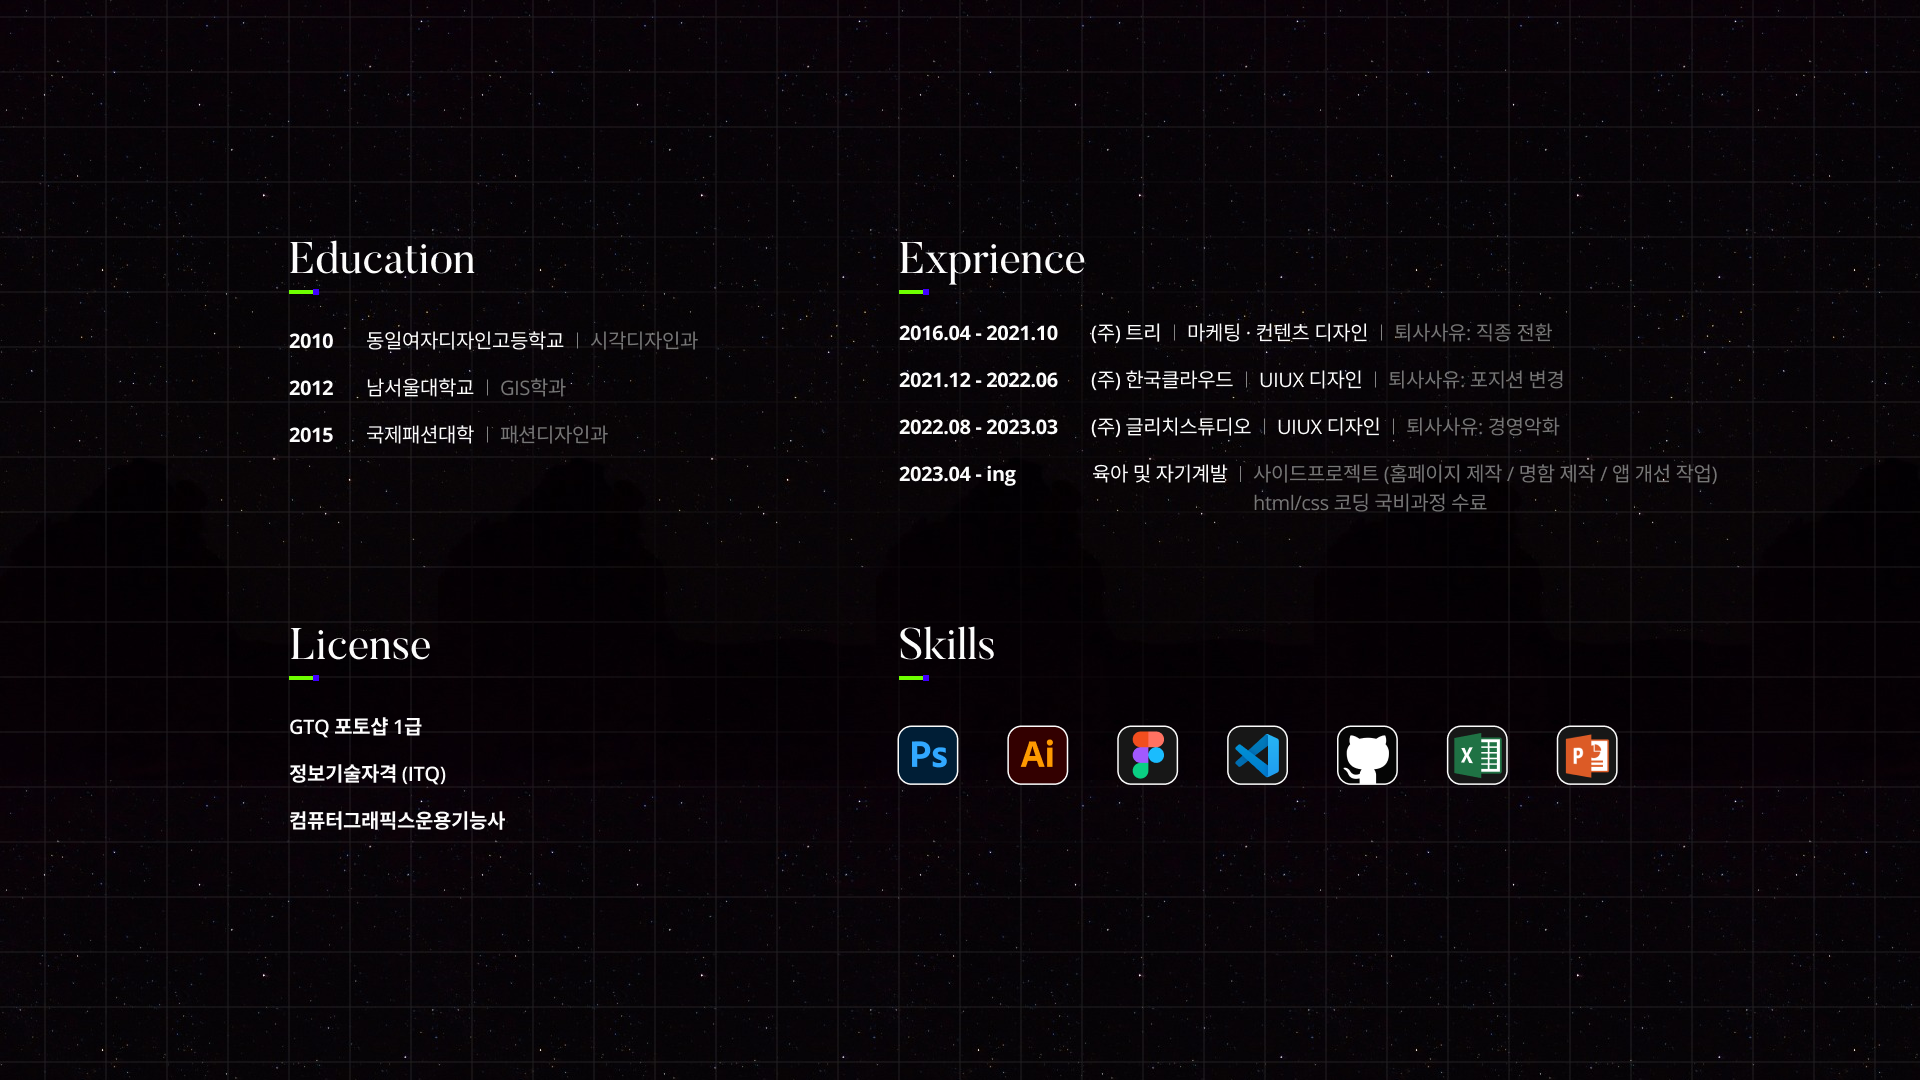 Education
2010 동일여자디자인고등학교 | 시각디자인과
2012 남서울대학교 | GIS학과
2015 국제패션대학 | 패션디자인과
Exprience
2016.04 - 2021.10 (주) 트리 | 마케팅 · 컨텐츠 디자인 | 퇴사사유: 직종 전환
2021.12 - 2022.06 (주) 한국클라우드 | UIUX 디자인 | 퇴사사유: 포지션 변경
2022.08 - 2023.03 (주) 글리치스튜디오 | UIUX 디자인 | 퇴사사유: 경영악화
2023.04 - ing 육아 및 자기계발 | 사이드프로젝트 (홈페이지 제작 / 명함 제작 / 앱 개선 작업)
html/css 코딩 국비과정 수료
License
GTQ 포토샵 1급
정보기술자격 (ITQ)
컴퓨터그래픽스운용기능사
Skills
Ps Ai X P